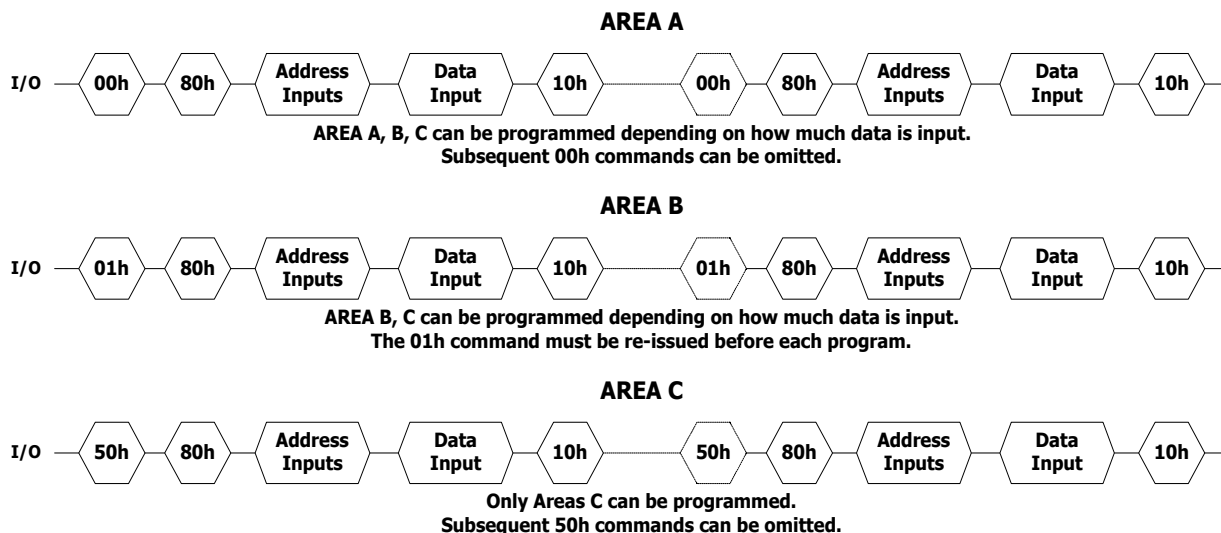 AREA A
I/O 00h 80h Address Inputs Data Input 10h 00h 80h Address Inputs Data Input 10h
AREA A, B, C can be programmed depending on how much data is input.
Subsequent 00h commands can be omitted.
AREA B
I/O 01h 80h Address Inputs Data Input 10h 01h 80h Address Inputs Data Input 10h
AREA B, C can be programmed depending on how much data is input.
The 01h command must be re-issued before each program.
AREA C
I/O 50h 80h Address Inputs Data Input 10h 50h 80h Address Inputs Data Input 10h
Only Areas C can be programmed.
Subsequent 50h commands can be omitted.